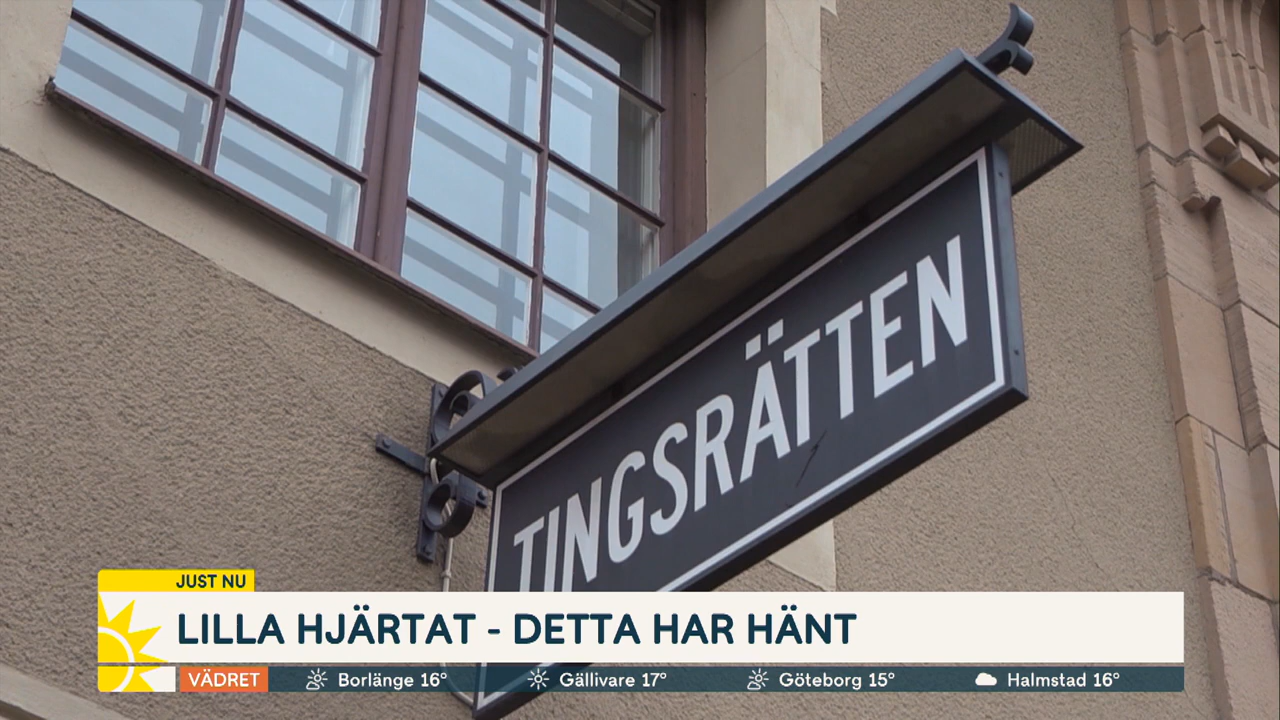 TINGSRÄTTEN
JUST NU
LILLA HJÄRTAT - DETTA HAR HÄNT
VÄDRET Borlänge 16° Gällivare 17° Göteborg 15° Halmstad 16°